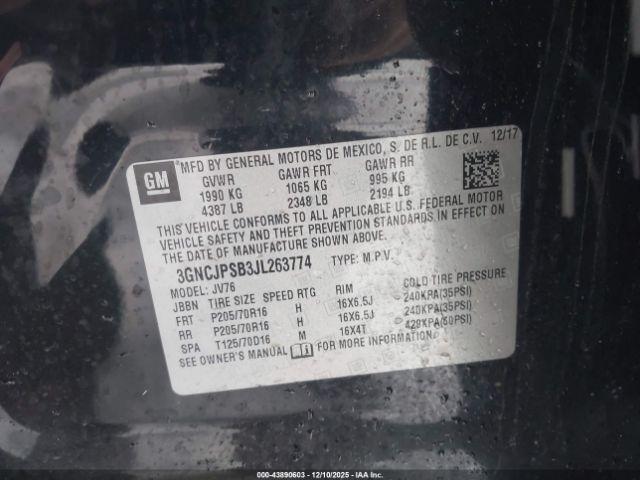 GM
MFD BY GENERAL MOTORS DE MEXICO, S. DE R.L. DE C.V. 12/17
GVWR GAWR FRT GAWR RR
1990 KG 1065 KG 995 KG
4387 LB 2348 LB 2194 LB
THIS VEHICLE CONFORMS TO ALL APPLICABLE U.S. FEDERAL MOTOR
VEHICLE SAFETY AND THEFT PREVENTION STANDARDS IN EFFECT ON
THE DATE OF MANUFACTURE SHOWN ABOVE.
3GNCJPSB3JL263774 TYPE: M.P.V.
MODEL: JV76
JBBN TIRE SIZE SPEED RTG RIM COLD TIRE PRESSURE
FRT P205/70R16 H 16X6.5J 240KPA(35PSI)
RR P205/70R16 H 16X6.5J 240KPA(35PSI)
T125/70D16 M 16X4T 420KPA(60PSI)
SEE OWNER'S MANUAL FOR MORE INFORMATION.
IAA - 43890603 - 12/10/2025 - CAdmin